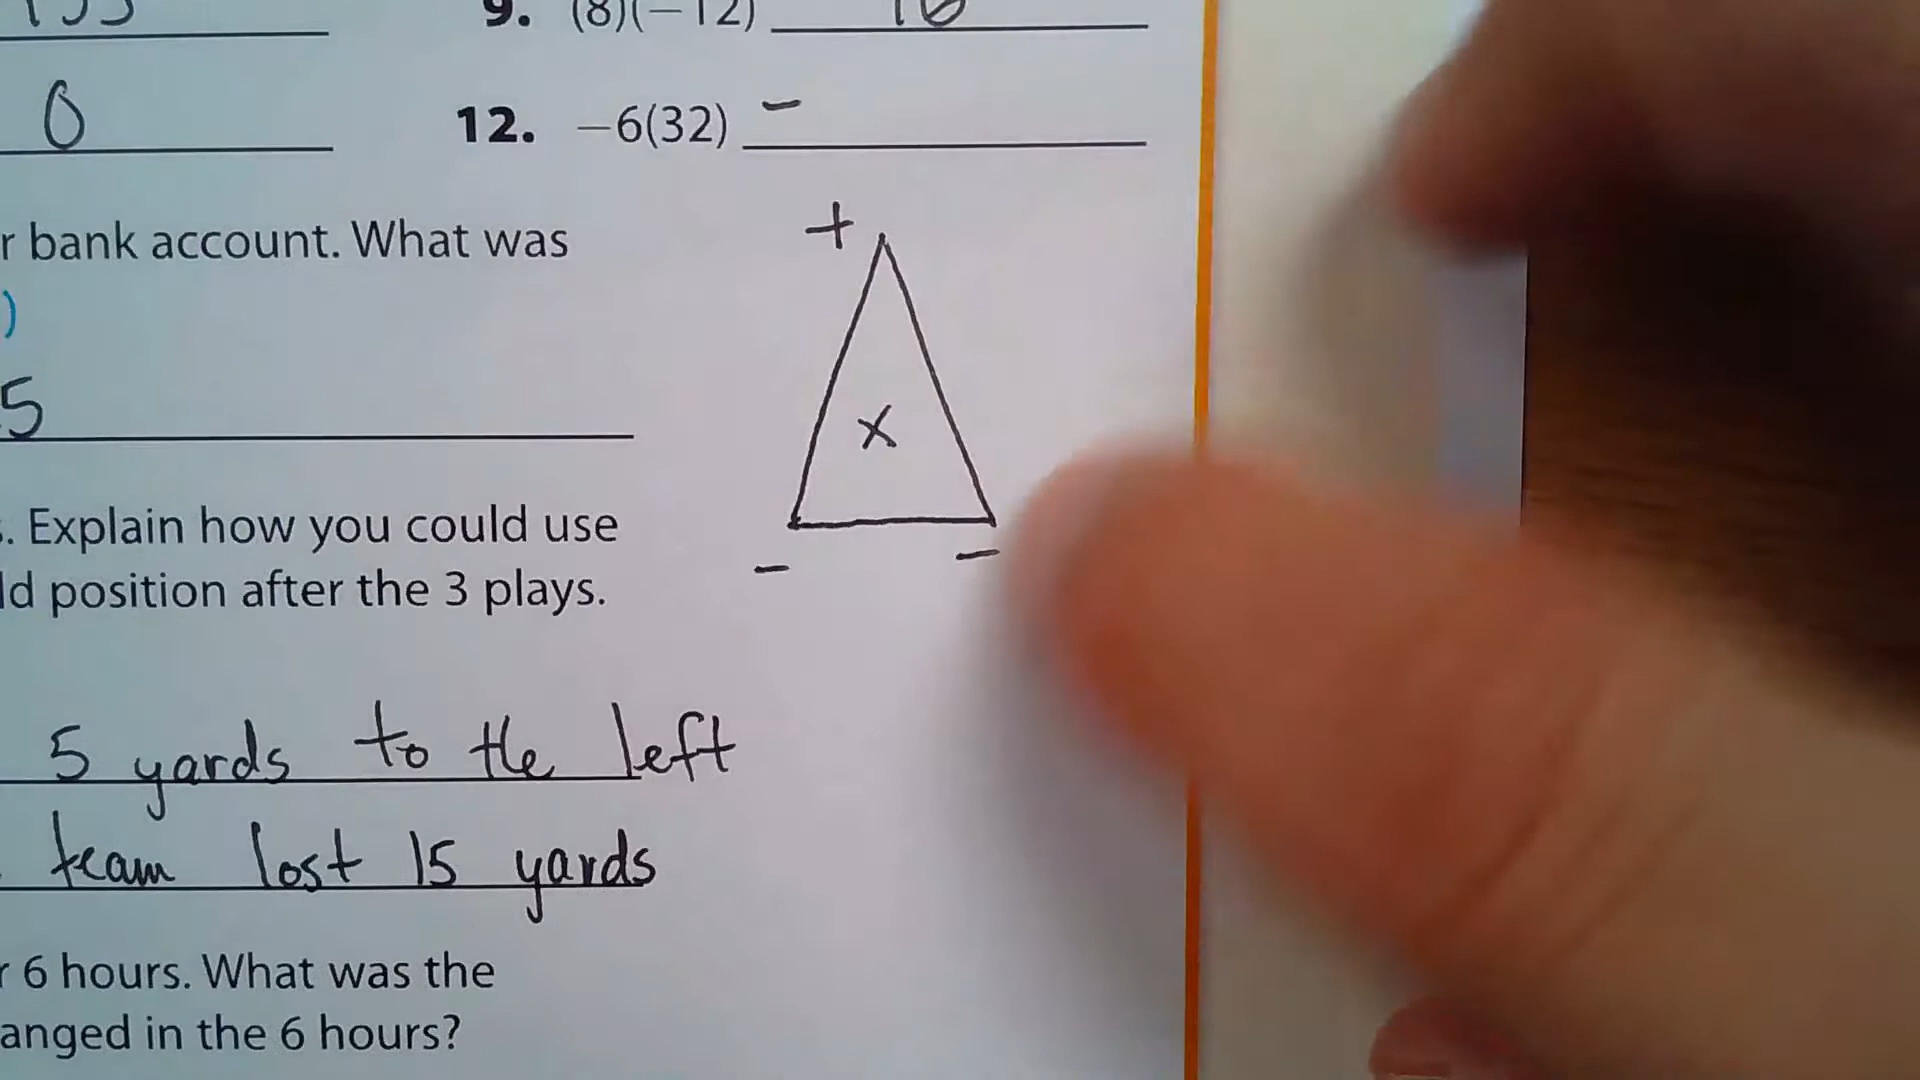 9. (8)(−12)
0 12. −6(32) −
r bank account. What was
+
)
5
x
. Explain how you could use
− −
ld position after the 3 plays.
5 yards to the left
team lost 15 yards
r 6 hours. What was the
anged in the 6 hours?